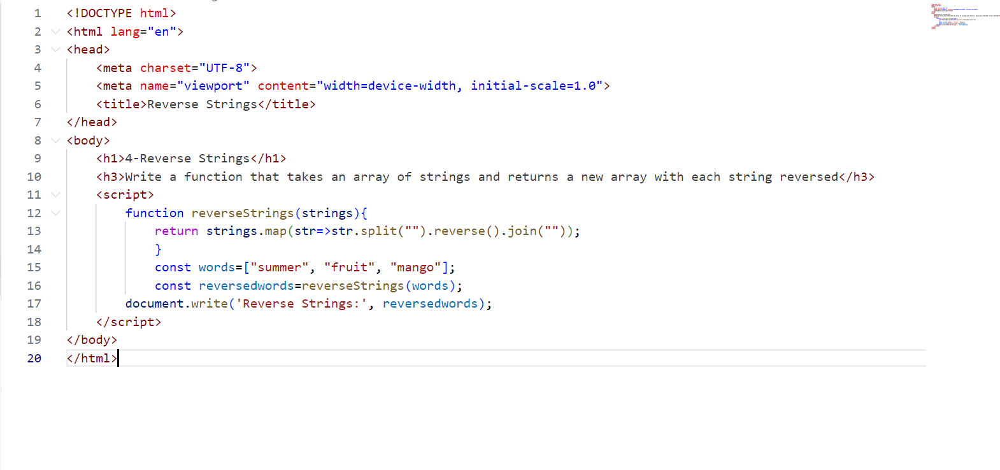 1 <!DOCTYPE html>
2 <html lang="en">
3 <head>
4     <meta charset="UTF-8">
5     <meta name="viewport" content="width=device-width, initial-scale=1.0">
6     <title>Reverse Strings</title>
7 </head>
8 <body>
9     <h1>4-Reverse Strings</h1>
10     <h3>Write a function that takes an array of strings and returns a new array with each string reversed</h3>
11     <script>
12         function reverseStrings(strings){
13             return strings.map(str=>str.split("").reverse().join(""));
14             }
15             const words=["summer", "fruit", "mango"];
16             const reversedwords=reverseStrings(words);
17         document.write('Reverse Strings:', reversedwords);
18     </script>
19 </body>
20 </html>